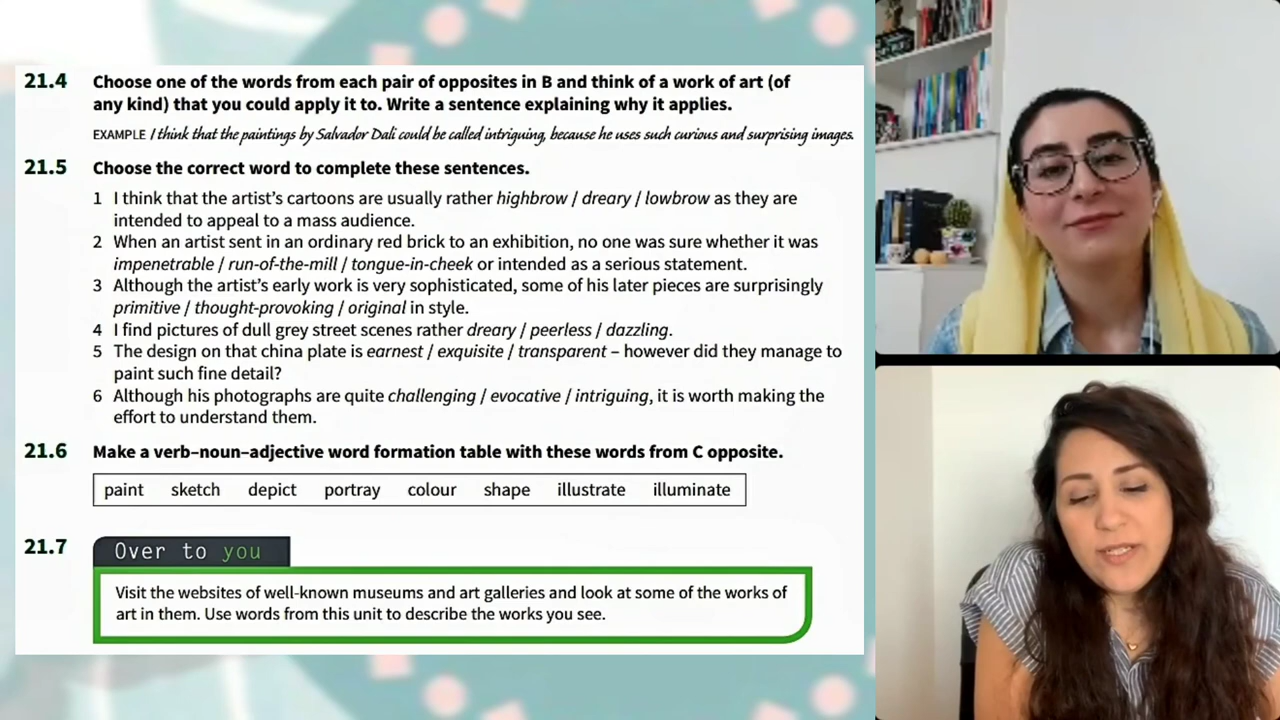 21.4 Choose one of the words from each pair of opposites in B and think of a work of art (of
any kind) that you could apply it to. Write a sentence explaining why it applies.
EXAMPLE I think that the paintings by Salvador Dali could be called intriguing, because he uses such curious and surprising images.
21.5 Choose the correct word to complete these sentences.
1 I think that the artist's cartoons are usually rather highbrow / dreary / lowbrow as they are
intended to appeal to a mass audience.
2 When an artist sent in an ordinary red brick to an exhibition, no one was sure whether it was
impenetrable / run-of-the-mill / tongue-in-cheek or intended as a serious statement.
3 Although the artist's early work is very sophisticated, some of his later pieces are surprisingly
primitive / thought-provoking / original in style.
4 I find pictures of dull grey street scenes rather dreary / peerless / dazzling.
5 The design on that china plate is earnest / exquisite / transparent – however did they manage to
paint such fine detail?
6 Although his photographs are quite challenging / evocative / intriguing, it is worth making the
effort to understand them.
21.6 Make a verb–noun–adjective word formation table with these words from C opposite.
paint sketch depict portray colour shape illustrate illuminate
21.7 Over to you
Visit the websites of well-known museums and art galleries and look at some of the works of
art in them. Use words from this unit to describe the works you see.